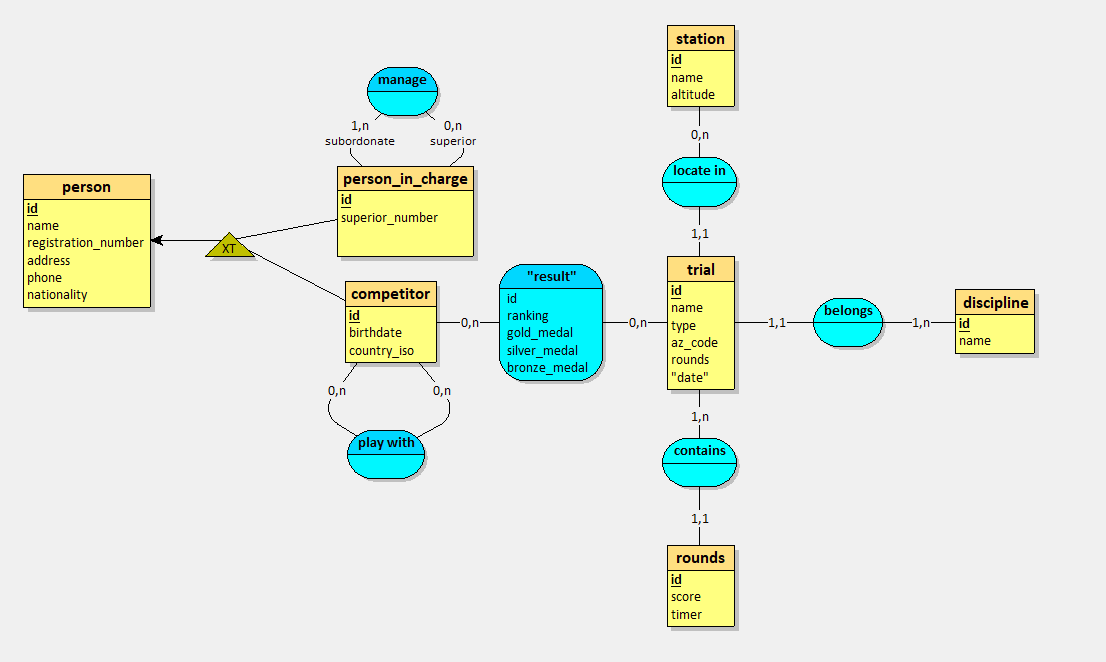 station
id
name
altitude
manage
1,n
0,n
subordonate
superior
0,n
locate in
person
id
name
registration_number
address
phone
nationality
XT
person_in_charge
id
superior_number
1,1
competitor
id
birthdate
country_iso
0,n
"result"
id
ranking
gold_medal
silver_medal
bronze_medal
0,n
trial
id
name
type
az_code
rounds
"date"
1,1
belongs
1,n
discipline
id
name
0,n
0,n
play with
1,n
contains
1,1
rounds
id
score
timer